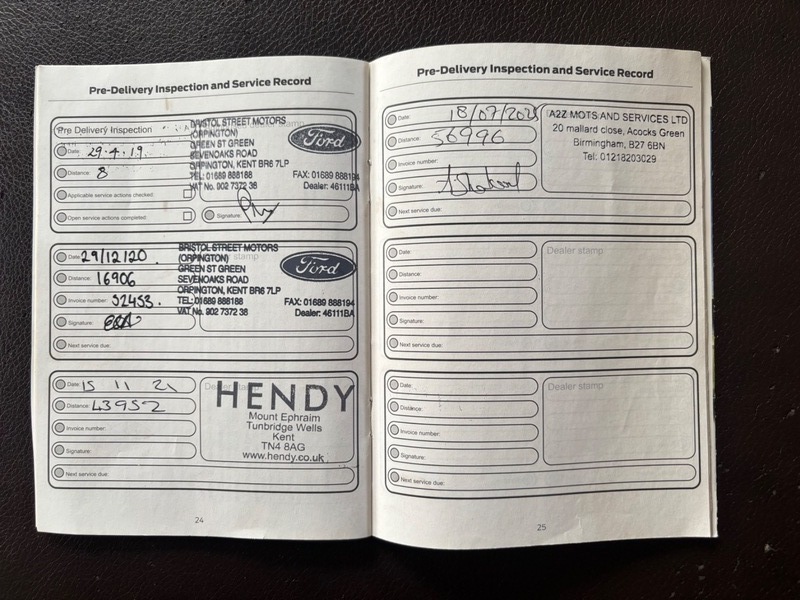 Pre-Delivery Inspection and Service Record
Pre Delivery Inspection
Date: 29.4.19
Distance: 8
Applicable service actions checked:
Open service actions completed:
Signature:
BRISTOL STREET MOTORS
(ORPINGTON)
GREEN ST GREEN
SEVENOAKS ROAD
ORPINGTON, KENT BR6 7LP
TEL: 01689 888188
FAX: 01689 888194
VAT No. 902 7372 38
Dealer: 46111BA
Ford
Date: 29/12/20.
Distance: 16906
Invoice number: 32453.
Signature:
Next service due:
BRISTOL STREET MOTORS
(ORPINGTON)
GREEN ST GREEN
SEVENOAKS ROAD
ORPINGTON, KENT BR6 7LP
TEL: 01689 888188
FAX: 01689 888194
VAT No. 902 7372 38
Dealer: 46111BA
Ford
Date: 15 11 21
Distance: 43952
Invoice number:
Signature:
Next service due:
Dealer stamp
HENDY
Mount Ephraim
Tunbridge Wells
Kent
TN4 8AG
www.hendy.co.uk
24
Pre-Delivery Inspection and Service Record
Date: 18/07/2025
Distance: 56996
Invoice number:
Signature:
Next service due:
A2Z MOTS AND SERVICES LTD
20 mallard close, Acocks Green
Birmingham, B27 6BN
Tel: 01218203029
Date:
Distance:
Invoice number:
Signature:
Next service due:
Dealer stamp
Date:
Distance:
Invoice number:
Signature:
Next service due:
Dealer stamp
25